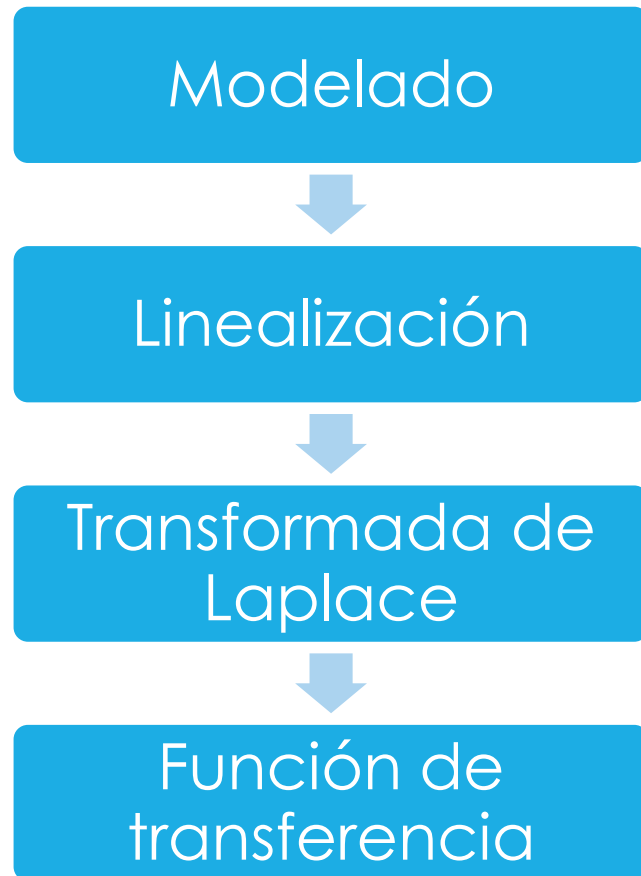 Modelado
Linealización
Transformada de
Laplace
Función de
transferencia